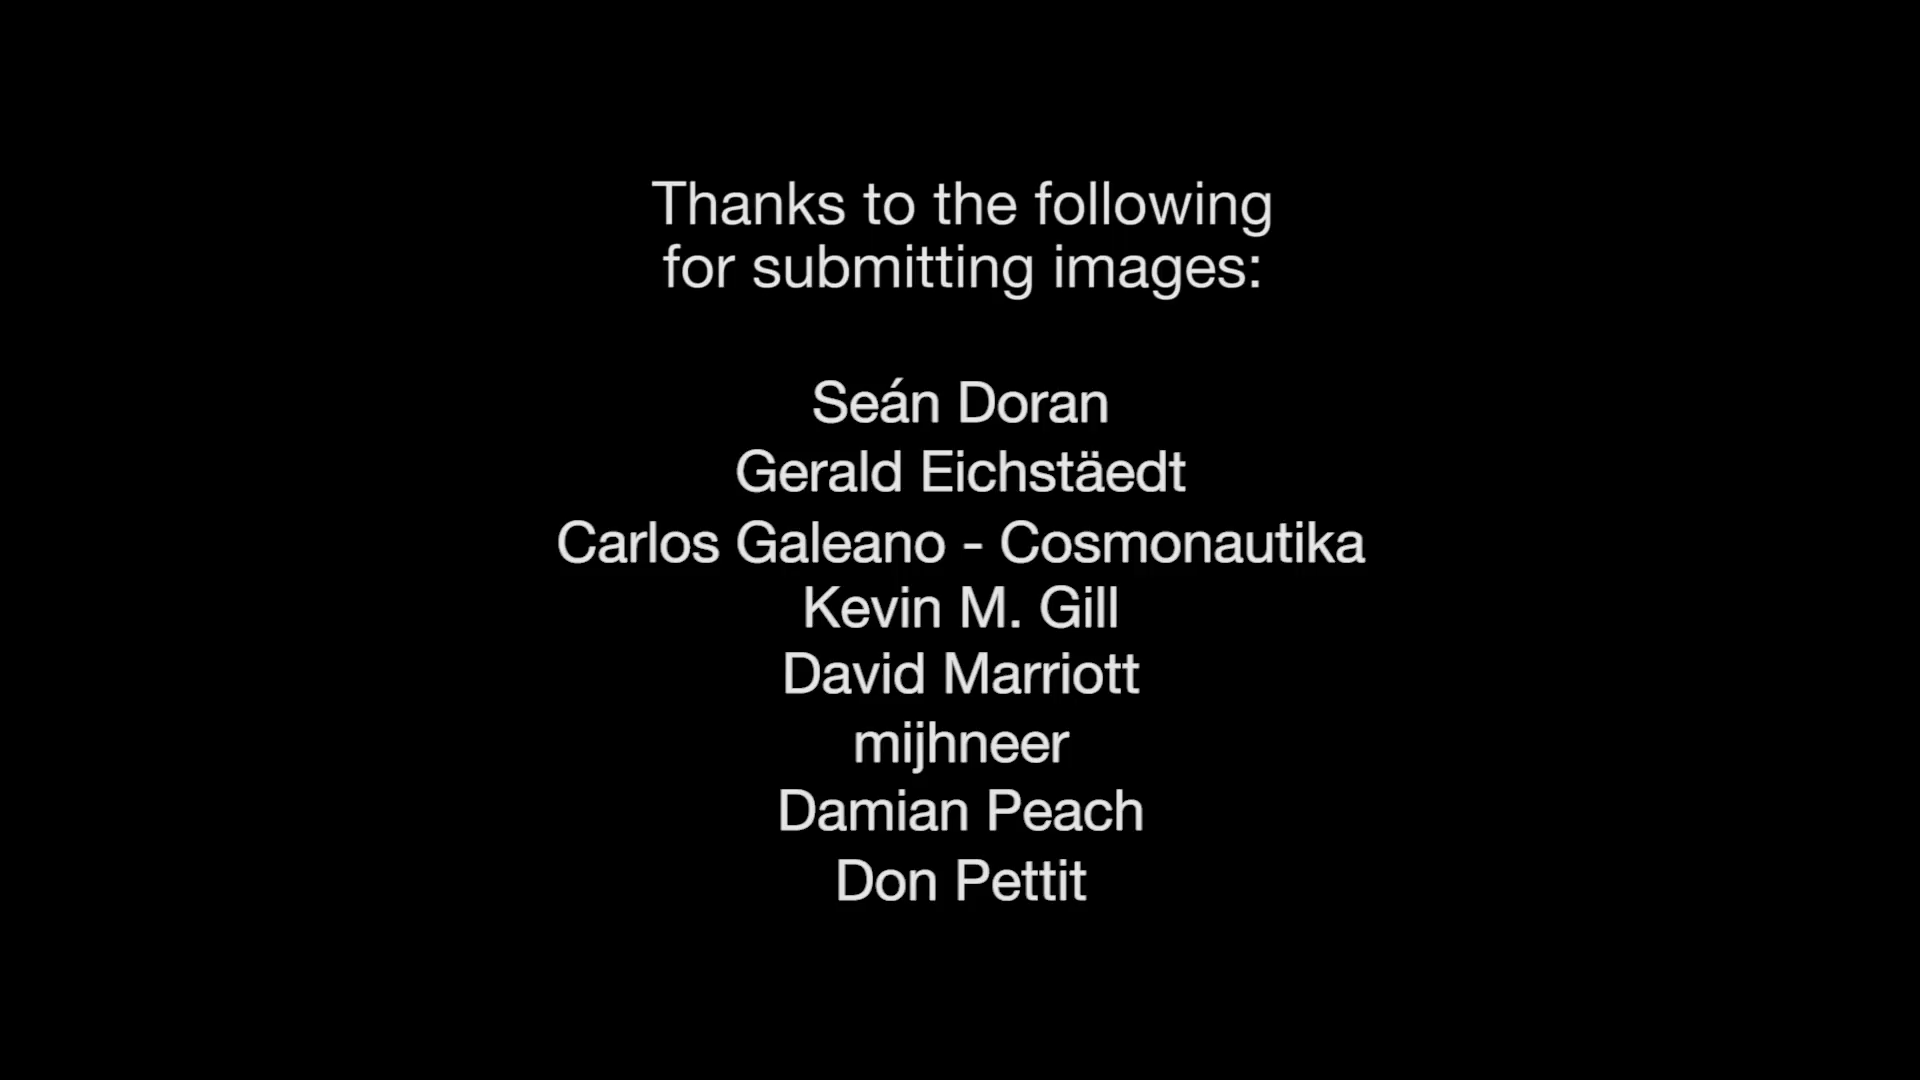 Thanks to the following
for submitting images:
Seán Doran
Gerald Eichstäedt
Carlos Galeano - Cosmonautika
Kevin M. Gill
David Marriott
mijhneer
Damian Peach
Don Pettit